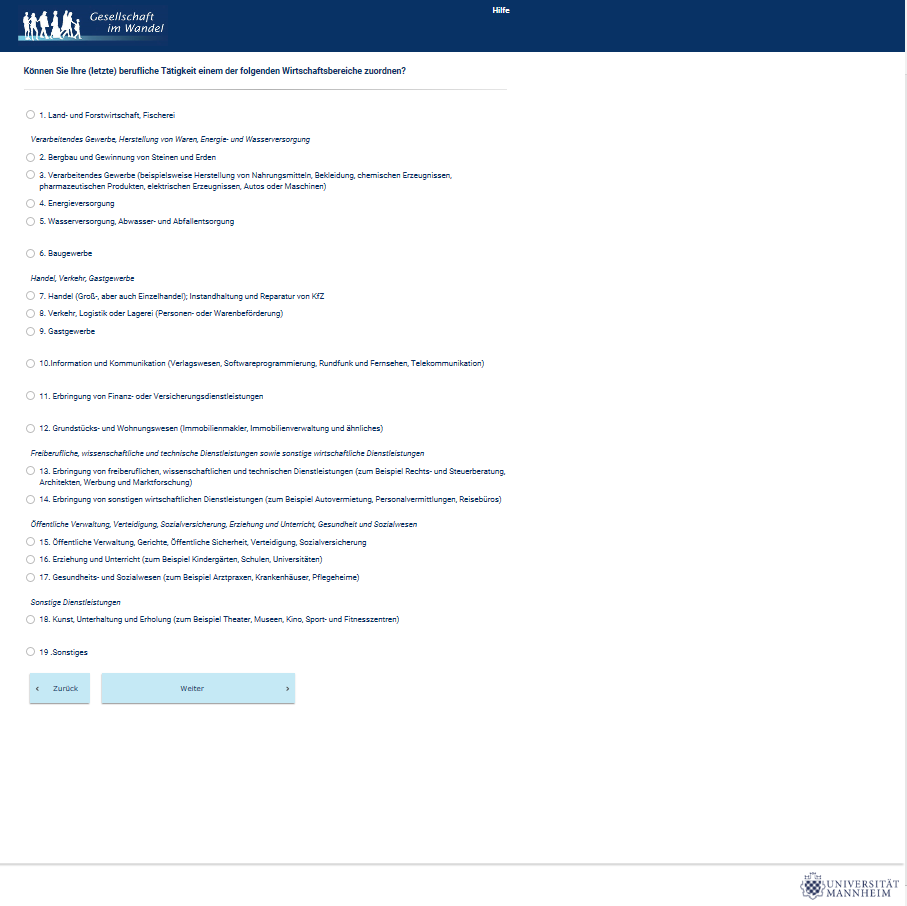 Gesellschaft
im Wandel
Hilfe
Können Sie Ihre (letzte) berufliche Tätigkeit einem der folgenden Wirtschaftsbereiche zuordnen?
1. Land- und Forstwirtschaft, Fischerei
Verarbeitendes Gewerbe, Herstellung von Waren, Energie- und Wasserversorgung
2. Bergbau und Gewinnung von Steinen und Erden
3. Verarbeitendes Gewerbe (beispielsweise Herstellung von Nahrungsmitteln, Bekleidung, chemischen Erzeugnissen,
pharmazeutischen Produkten, elektrischen Erzeugnissen, Autos oder Maschinen)
4. Energieversorgung
5. Wasserversorgung, Abwasser- und Abfallentsorgung
6. Baugewerbe
Handel, Verkehr, Gastgewerbe
7. Handel (Groß-, aber auch Einzelhandel); Instandhaltung und Reparatur von KfZ
8. Verkehr, Logistik oder Lagerei (Personen- oder Warenbeförderung)
9. Gastgewerbe
10.Information und Kommunikation (Verlagswesen, Softwareprogrammierung, Rundfunk und Fernsehen, Telekommunikation)
11. Erbringung von Finanz- oder Versicherungsdienstleistungen
12. Grundstücks- und Wohnungswesen (Immobilienmakler, Immobilienverwaltung und ähnliches)
Freiberufliche, wissenschaftliche und technische Dienstleistungen sowie sonstige wirtschaftliche Dienstleistungen
13. Erbringung von freiberuflichen, wissenschaftlichen und technischen Dienstleistungen (zum Beispiel Rechts- und Steuerberatung,
Architekten, Werbung und Marktforschung)
14. Erbringung von sonstigen wirtschaftlichen Dienstleistungen (zum Beispiel Autovermietung, Personalvermittlungen, Reisebüros)
Öffentliche Verwaltung, Verteidigung, Sozialversicherung, Erziehung und Unterricht, Gesundheit und Sozialwesen
15. Öffentliche Verwaltung, Gerichte, Öffentliche Sicherheit, Verteidigung, Sozialversicherung
16. Erziehung und Unterricht (zum Beispiel Kindergärten, Schulen, Universitäten)
17. Gesundheits- und Sozialwesen (zum Beispiel Arztpraxen, Krankenhäuser, Pflegeheime)
Sonstige Dienstleistungen
18. Kunst, Unterhaltung und Erholung (zum Beispiel Theater, Museen, Kino, Sport- und Fitnesszentren)
19 .Sonstiges
‹ Zurück
Weiter ›
UNIVERSITÄT
MANNHEIM